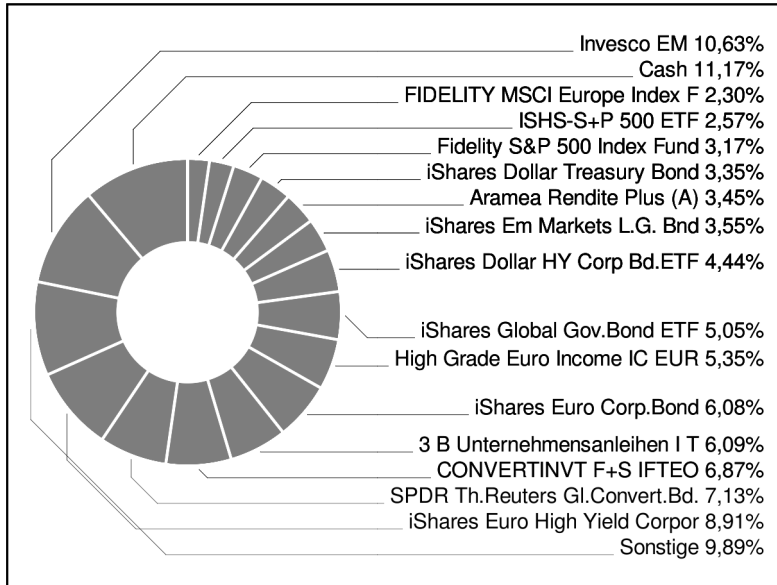 Invesco EM 10,63%
Cash 11,17%
FIDELITY MSCI Europe Index F 2,30%
ISHS-S+P 500 ETF 2,57%
Fidelity S&P 500 Index Fund 3,17%
iShares Dollar Treasury Bond 3,35%
Aramea Rendite Plus (A) 3,45%
iShares Em Markets L.G. Bnd 3,55%
iShares Dollar HY Corp Bd.ETF 4,44%
iShares Global Gov.Bond ETF 5,05%
High Grade Euro Income IC EUR 5,35%
iShares Euro Corp.Bond 6,08%
3 B Unternehmensanleihen I T 6,09%
CONVERTINVT F+S IFTEO 6,87%
SPDR Th.Reuters Gl.Convert.Bd. 7,13%
iShares Euro High Yield Corpor 8,91%
Sonstige 9,89%